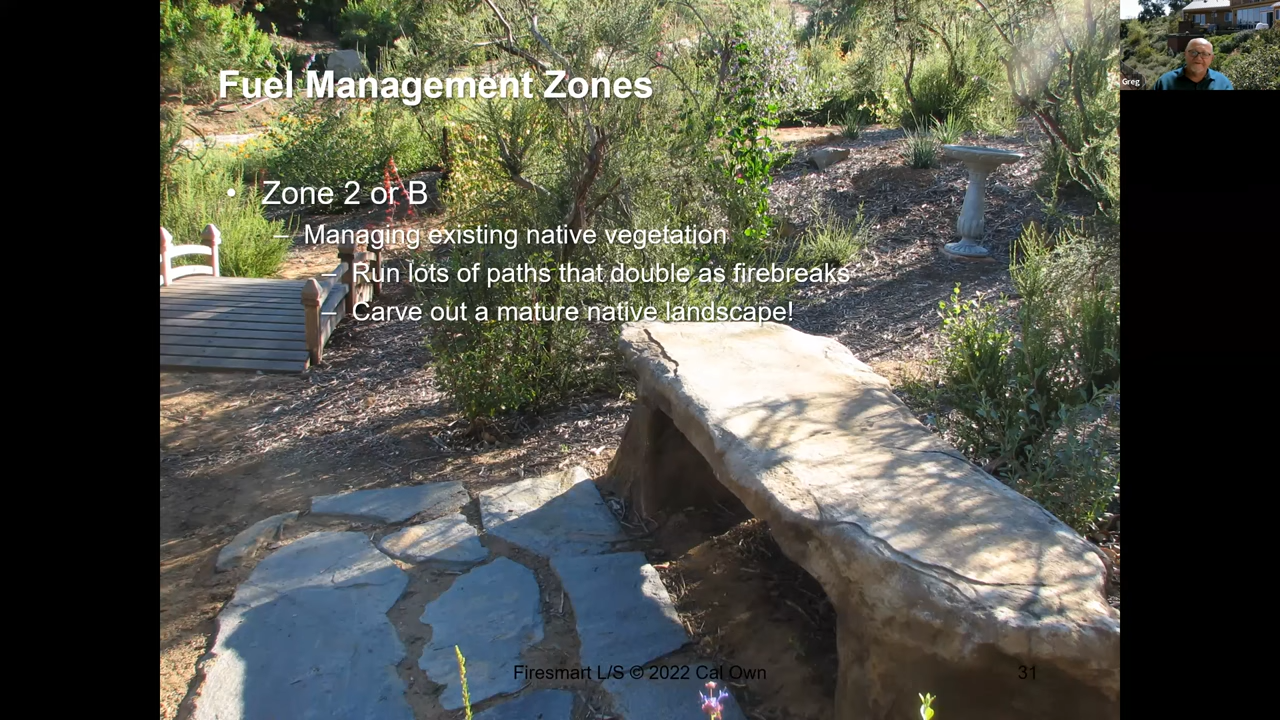 Fuel Management Zones
Greg
• Zone 2 or B
– Managing existing native vegetation
– Run lots of paths that double as firebreaks
– Carve out a mature native landscape!
Firesmart L/S © 2022 Cal Own
31